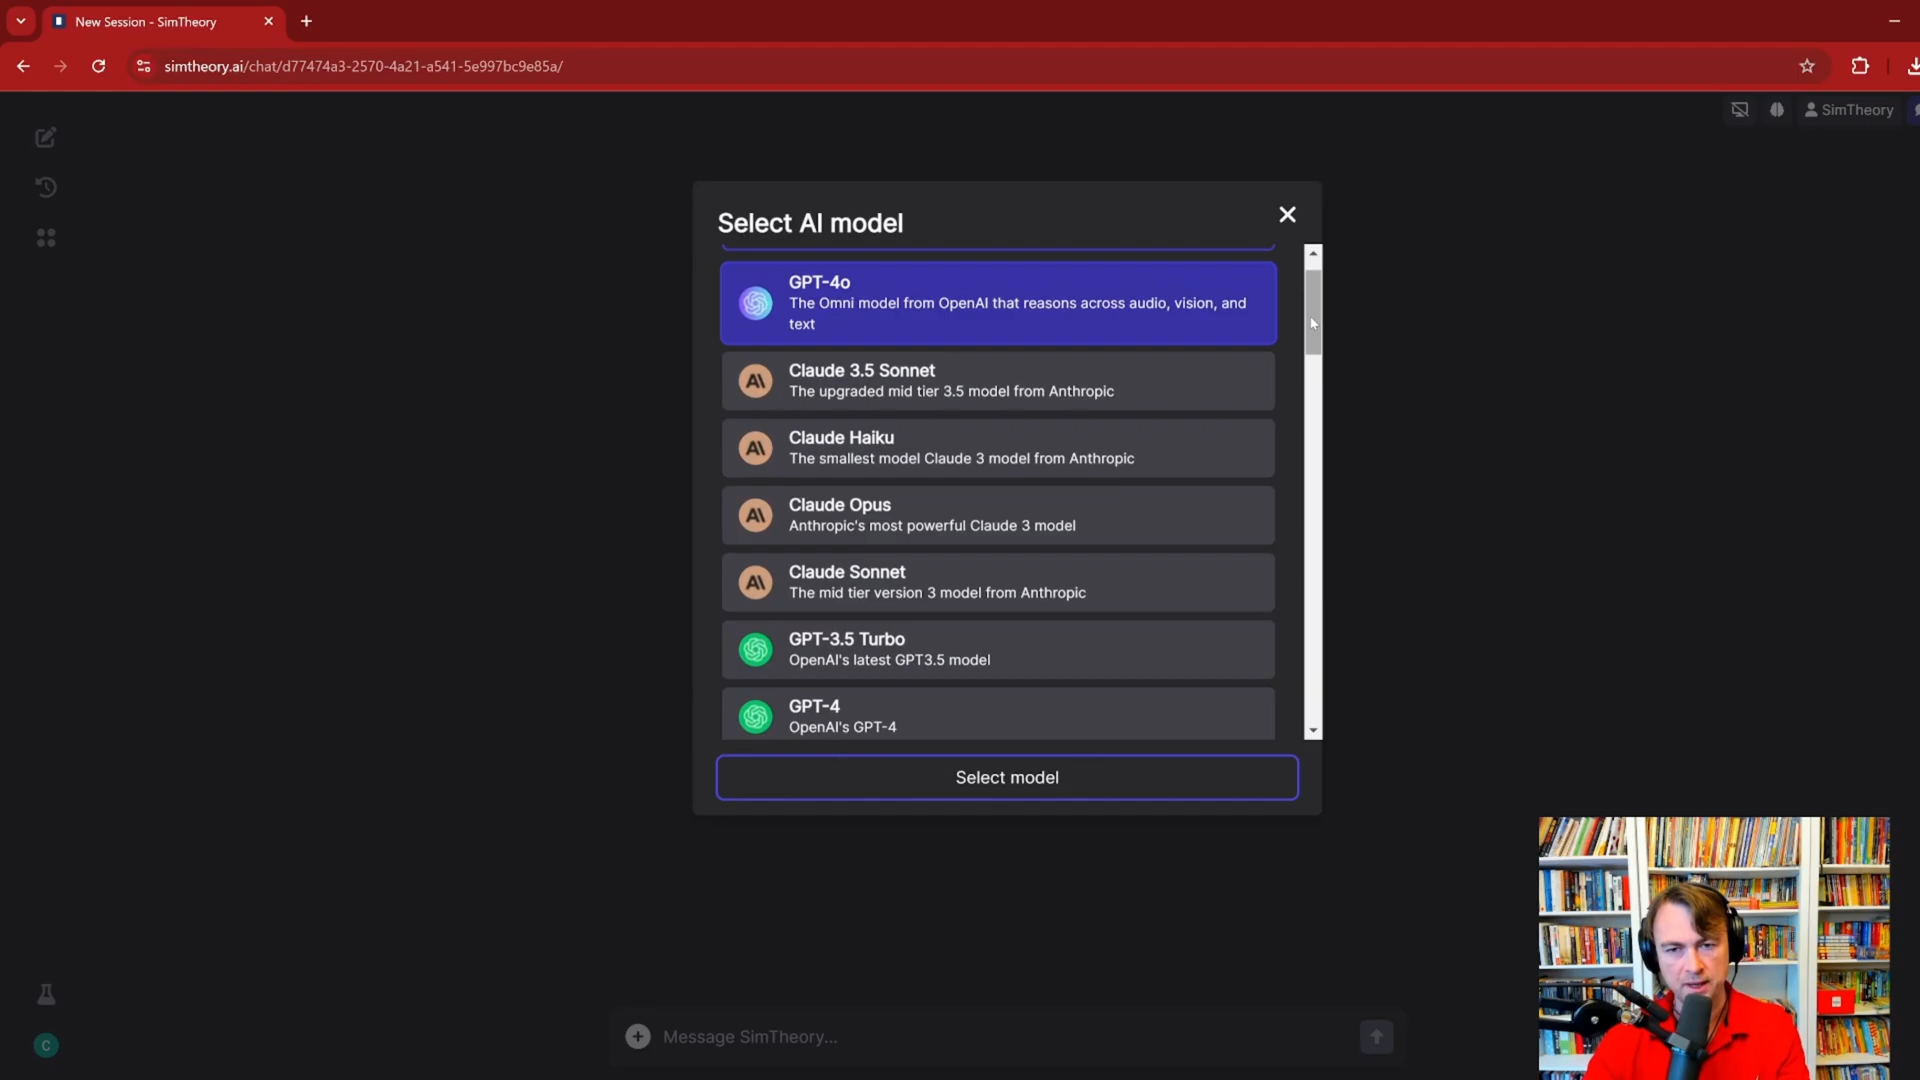 New Session - SimTheory
simtheory.ai/chat/d77474a3-2570-4a21-a541-5e997bc9e85a/
SimTheory
Select AI model
GPT-4o
The Omni model from OpenAI that reasons across audio, vision, and
text
Claude 3.5 Sonnet
The upgraded mid tier 3.5 model from Anthropic
Claude Haiku
The smallest model Claude 3 model from Anthropic
Claude Opus
Anthropic's most powerful Claude 3 model
Claude Sonnet
The mid tier version 3 model from Anthropic
GPT-3.5 Turbo
OpenAI's latest GPT3.5 model
GPT-4
OpenAI's GPT-4
Select model
Message SimTheory...
C